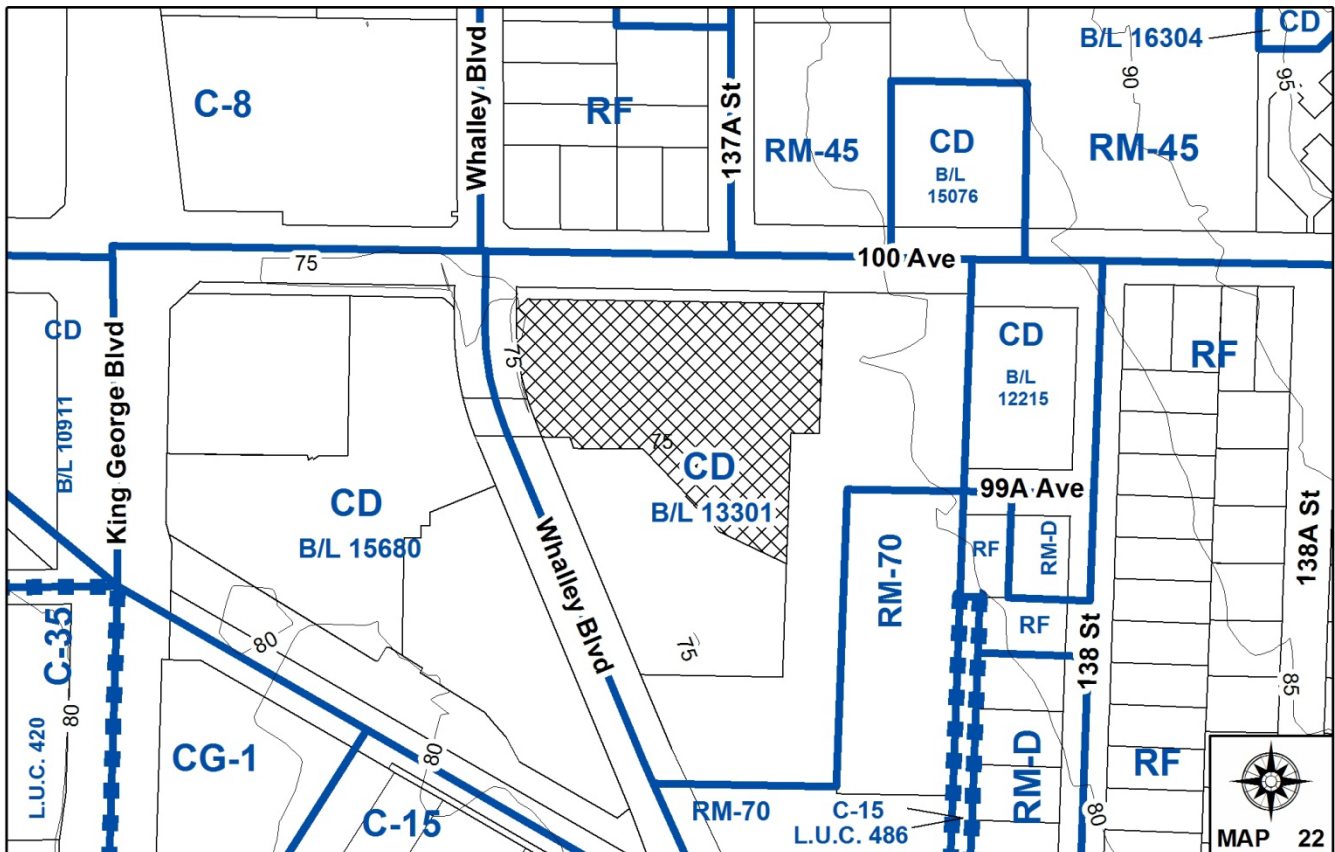 CD
B/L 16304
C-8
Whalley Blvd
RF
137A St
90
95
RM-45
CD
B/L
15076
RM-45
100 Ave
75
CD
B/L 10911
King George Blvd
75
CD
B/L
12215
RF
75
CD
B/L 13301
CD
B/L 15680
Whalley Blvd
99A Ave
RM-70
RF
RM-D
138A St
C-35
80
RF
138 St
75
L.U.C. 420
80
CG-1
80
C-15
RM-70
C-15
L.U.C. 486
RM-D
RF
85
80
MAP 22